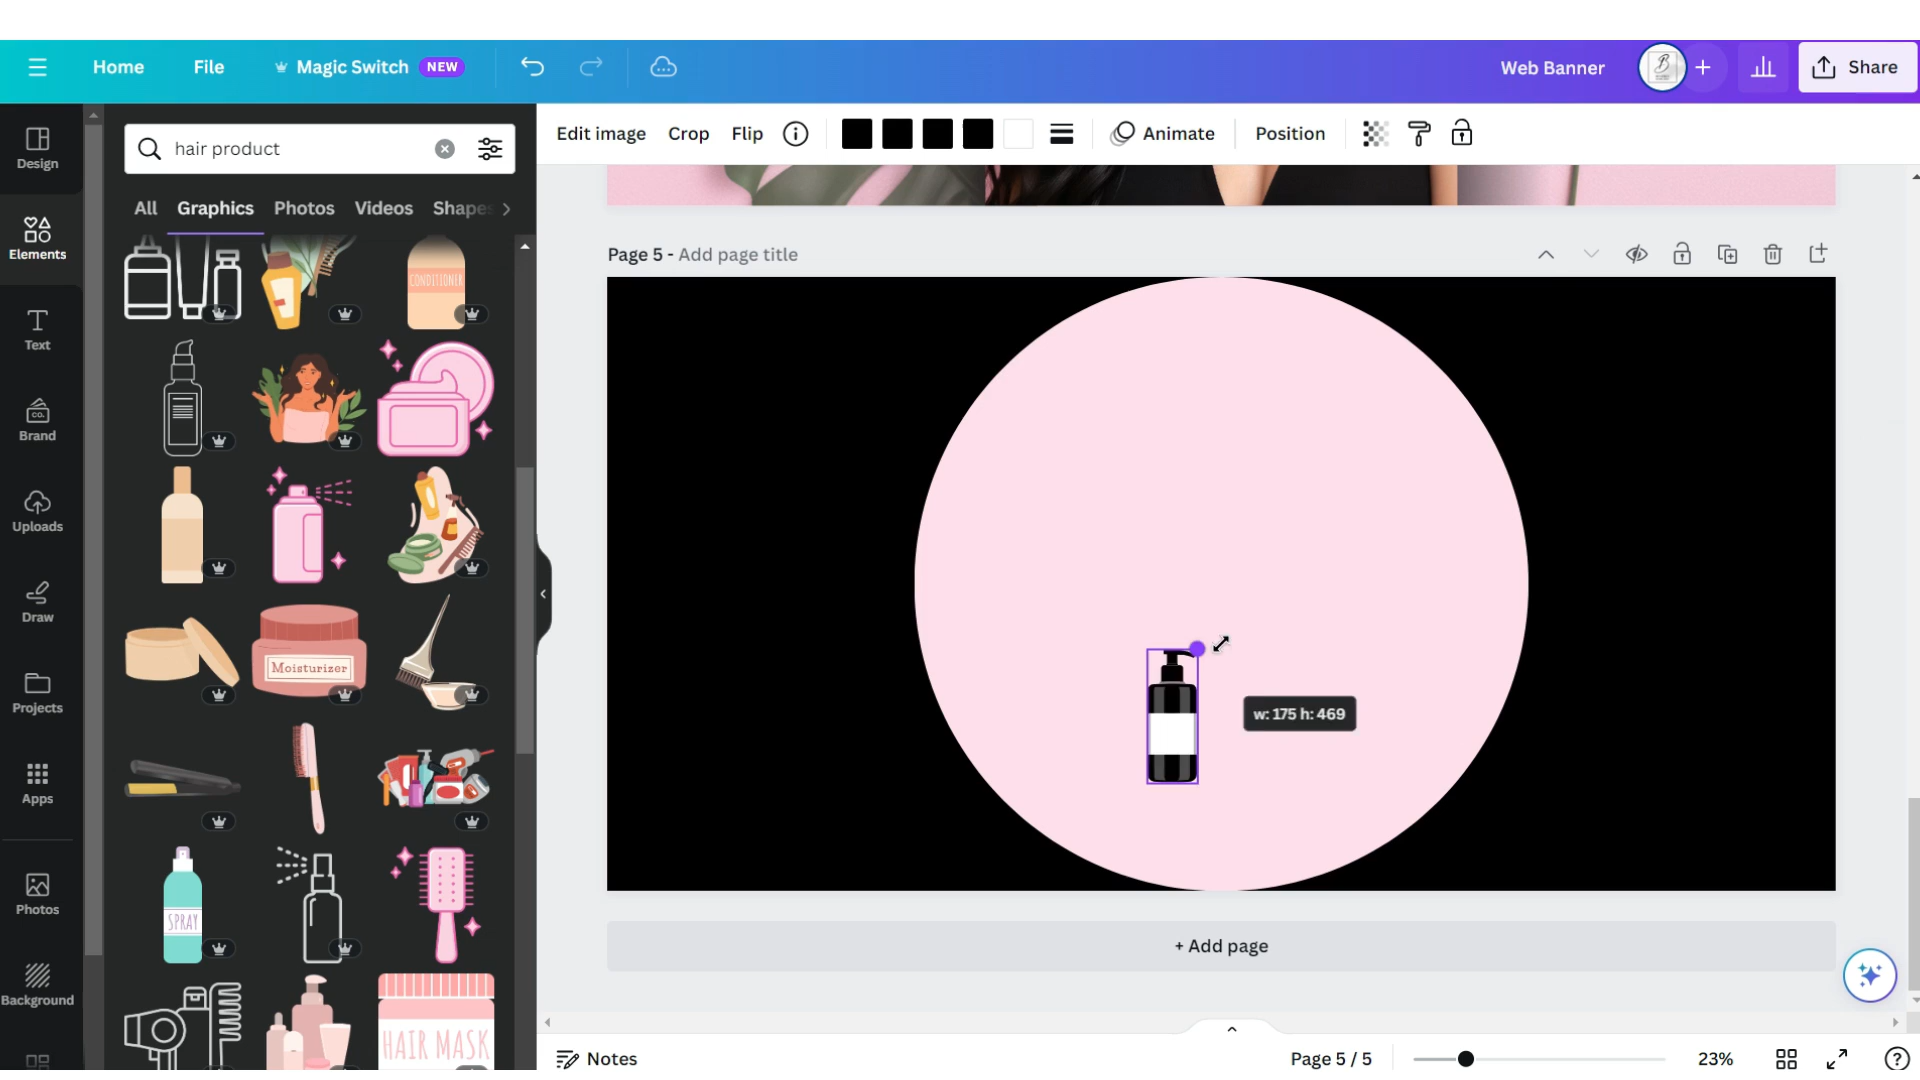 Home File Magic Switch NEW Web Banner Share
Design
Elements
Text
Brand
Uploads
Draw
Projects
Apps
Photos
Background
hair product
All Graphics Photos Videos Shapes
CONDITIONER
Moisturizer
SPRAY
HAIR MASK
Edit image Crop Flip Animate Position
Page 5 - Add page title
w: 175 h: 469
+ Add page
Notes
Page 5 / 5
23%